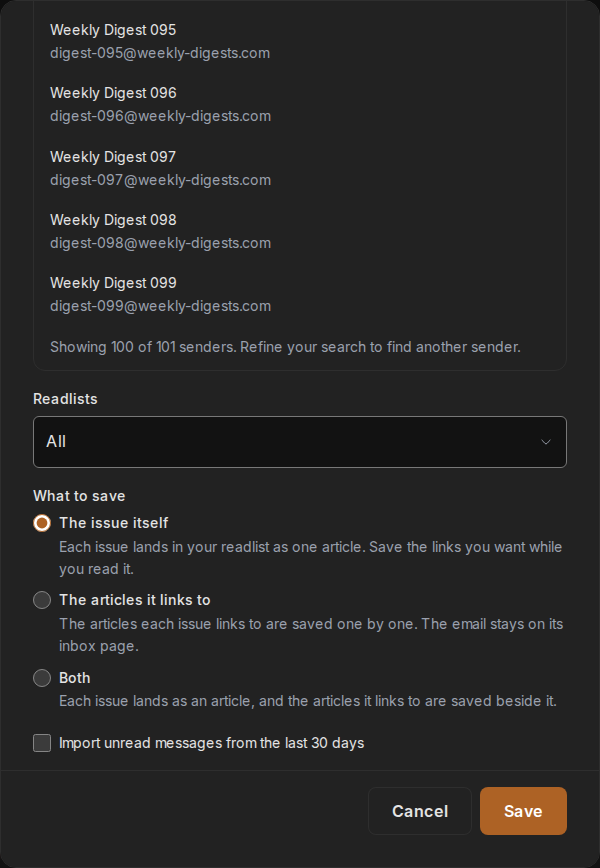 Weekly Digest 095
digest-095@weekly-digests.com
Weekly Digest 096
digest-096@weekly-digests.com
Weekly Digest 097
digest-097@weekly-digests.com
Weekly Digest 098
digest-098@weekly-digests.com
Weekly Digest 099
digest-099@weekly-digests.com
Showing 100 of 101 senders. Refine your search to find another sender.
Readlists
All
What to save
The issue itself
Each issue lands in your readlist as one article. Save the links you want while
you read it.
The articles it links to
The articles each issue links to are saved one by one. The email stays on its
inbox page.
Both
Each issue lands as an article, and the articles it links to are saved beside it.
Import unread messages from the last 30 days
Cancel
Save